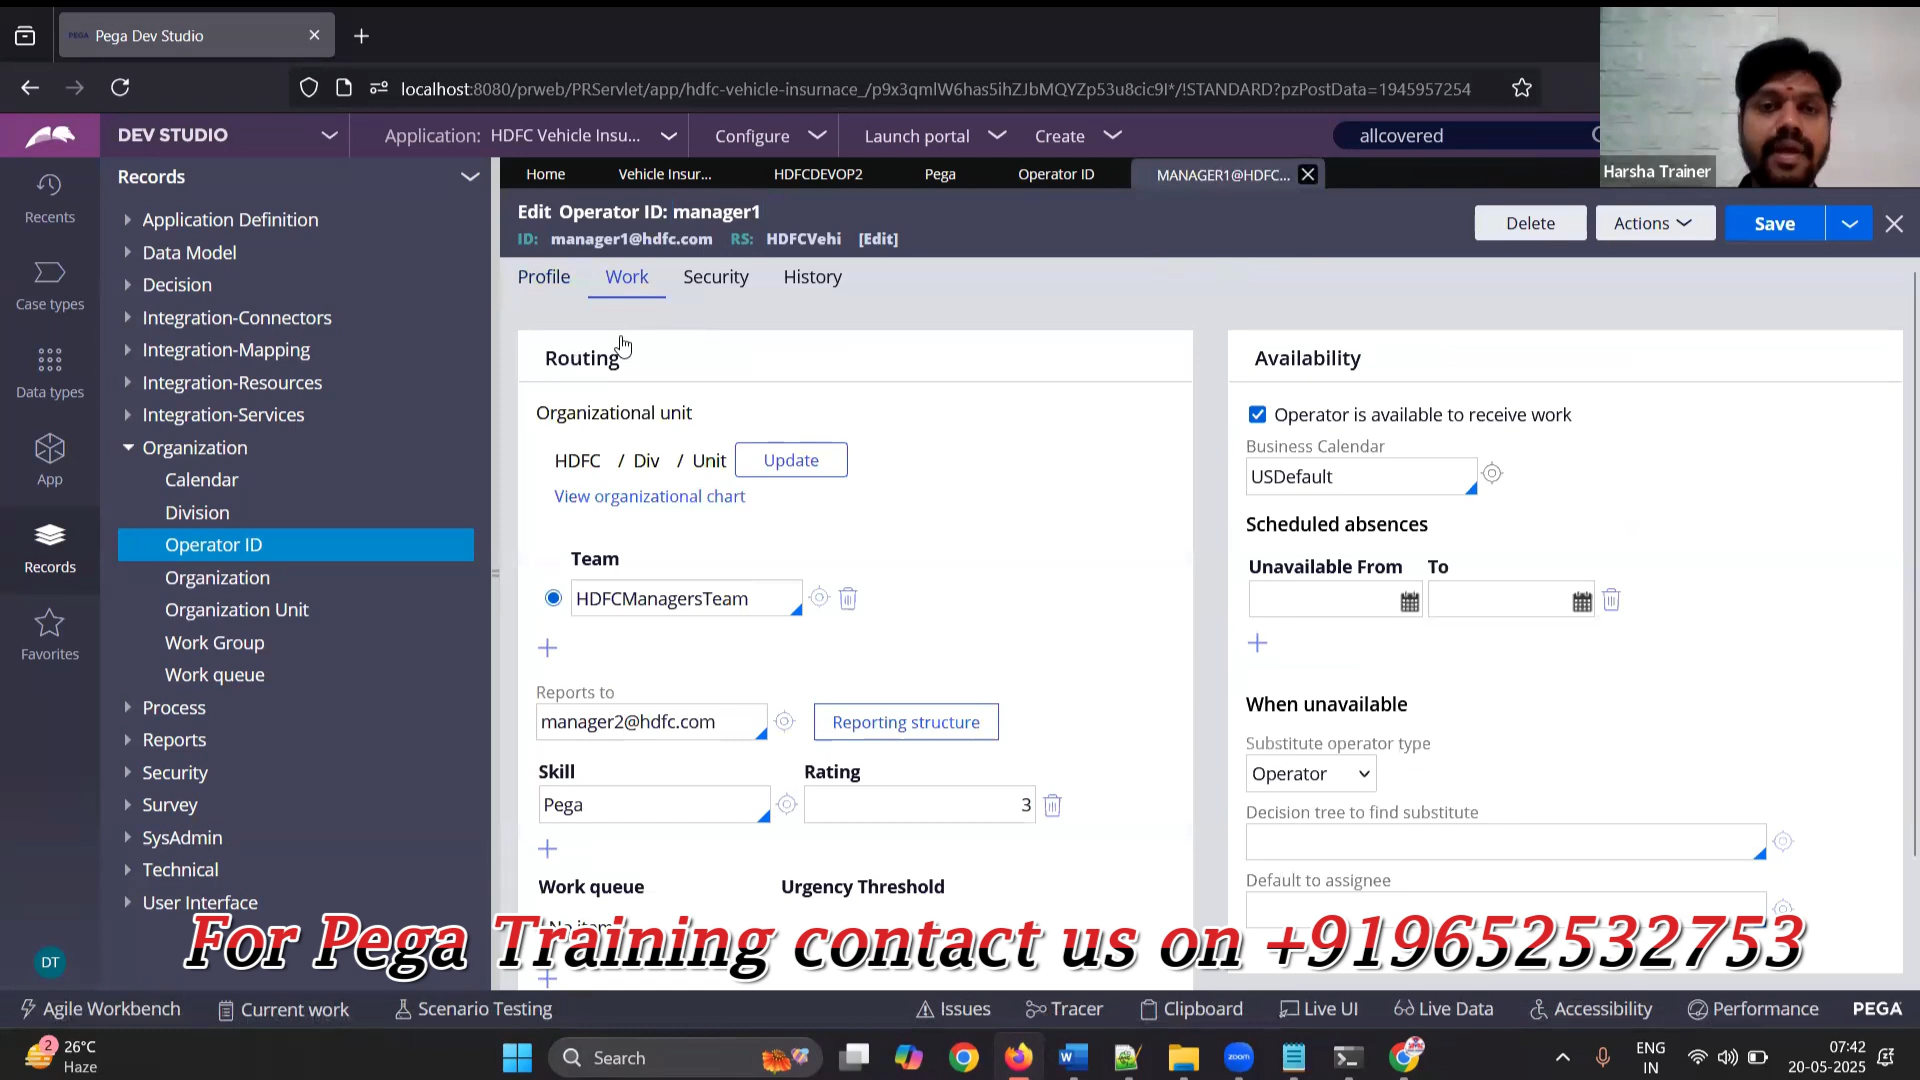 Pega Dev Studio
localhost:8080/prweb/PRServlet/app/hdfc-vehicle-insurnace_/p9x3qmlW6has5ihZJbMQYZp53u8cic9l*/!STANDARD?pzPostData=1945957254
DEV STUDIO
Application: HDFC Vehicle Insu...
Configure
Launch portal
Create
allcovered
Harsha Trainer
Recents
Case types
Data types
App
Records
Favorites
DT
Records
Application Definition
Data Model
Decision
Integration-Connectors
Integration-Mapping
Integration-Resources
Integration-Services
Organization
Calendar
Division
Operator ID
Organization
Organization Unit
Work Group
Work queue
Process
Reports
Security
Survey
SysAdmin
Technical
User Interface
Home
Vehicle Insur...
HDFCDEVOP2
Pega
Operator ID
MANAGER1@HDFC...
Edit Operator ID: manager1
ID: manager1@hdfc.com RS: HDFCVehi [Edit]
Delete
Actions
Save
Profile
Work
Security
History
Routing
Organizational unit
HDFC / Div / Unit
Update
View organizational chart
Team
HDFCManagersTeam
Reports to
manager2@hdfc.com
Reporting structure
Skill Rating
Pega 3
Work queue Urgency Threshold
Availability
Operator is available to receive work
Business Calendar
USDefault
Scheduled absences
Unavailable From To
When unavailable
Substitute operator type
Operator
Decision tree to find substitute
Default to assignee
For Pega Training contact us on +919652532753
Agile Workbench
Current work
Scenario Testing
Issues
Tracer
Clipboard
Live UI
Live Data
Accessibility
Performance
PEGA
2
26°C
Haze
Search
zoom
ENG
IN
07:42
20-05-2025